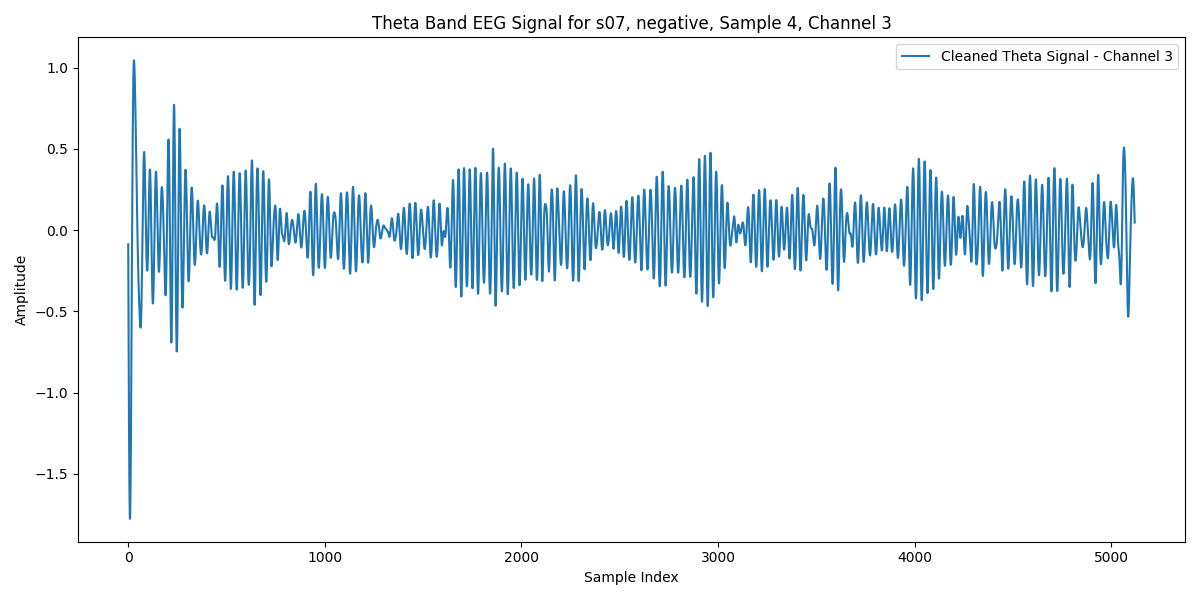 Theta Band EEG Signal for s07, negative, Sample 4, Channel 3
Cleaned Theta Signal - Channel 3
Amplitude
1.0
0.5
0.0
−0.5
−1.0
−1.5
0 1000 2000 3000 4000 5000
Sample Index